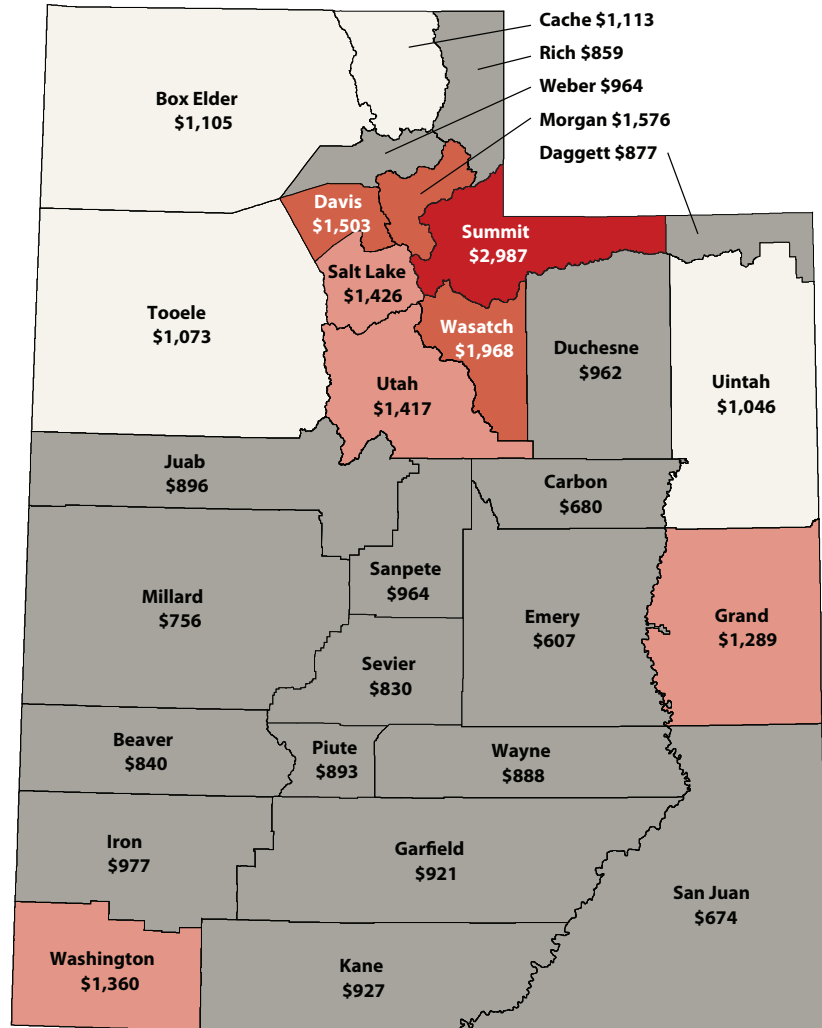 Cache $1,113
Rich $859
Weber $964
Morgan $1,576
Daggett $877
Box Elder
$1,105
Davis
$1,503
Summit
$2,987
Salt Lake
$1,426
Tooele
$1,073
Wasatch
$1,968
Duchesne
$962
Uintah
$1,046
Utah
$1,417
Juab
$896
Carbon
$680
Sanpete
$964
Millard
$756
Emery
$607
Grand
$1,289
Sevier
$830
Beaver
$840
Piute
$893
Wayne
$888
Iron
$977
Garfield
$921
San Juan
$674
Washington
$1,360
Kane
$927